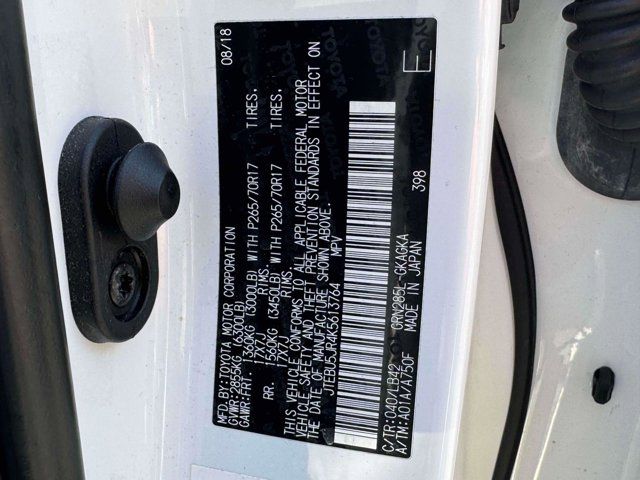 MFD.BY:TOYOTA MOTOR CORPORATION 08/18
GVWR: 2855KG (6300LB)
GAWR:FRT. 1360KG (3000LB) WITH P265/70R17 TIRES.
17X7J RIMS.
RR. 1560KG (3450LB) WITH P265/70R17 TIRES.
17X7J RIMS.
THIS VEHICLE CONFORMS TO ALL APPLICABLE FEDERAL MOTOR
VEHICLE SAFETY AND THEFT PREVENTION STANDARDS IN EFFECT ON
THE DATE OF MANUFACTURE SHOWN ABOVE.
JTEBU5JR4K5613764 MPV
C/TR:040/LB42 GRN285L-GKAGKA
A/TM:A01A/A750F MADE IN JAPAN 398